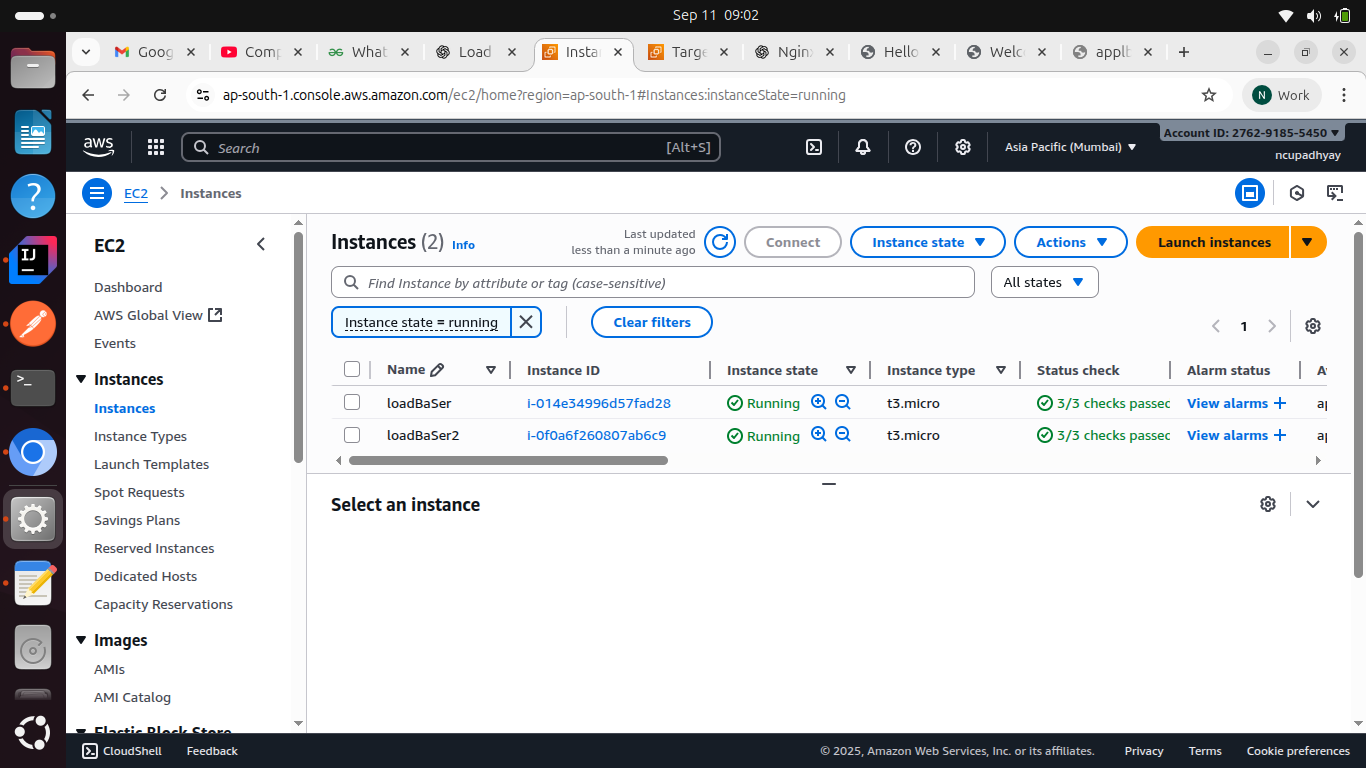 Sep 11 09:02
Goog
Comp
What
Load
Insta
Targe
Nginx
Hello
Welc
applb
ap-south-1.console.aws.amazon.com/ec2/home?region=ap-south-1#Instances:instanceState=running
N Work
aws
Search [Alt+S]
Asia Pacific (Mumbai)
Account ID: 2762-9185-5450
ncupadhyay
EC2 Instances
EC2
Dashboard
AWS Global View
Events
Instances
Instances
Instance Types
Launch Templates
Spot Requests
Savings Plans
Reserved Instances
Dedicated Hosts
Capacity Reservations
Images
AMIs
AMI Catalog
Elastic Block Store
Instances (2) Info
Last updated
less than a minute ago
Connect
Instance state
Actions
Launch instances
Find Instance by attribute or tag (case-sensitive)
All states
Instance state = running
Clear filters
1
Name Instance ID Instance state Instance type Status check Alarm status
loadBaSer i-014e34996d57fad28 Running t3.micro 3/3 checks passec View alarms
loadBaSer2 i-0f0a6f260807ab6c9 Running t3.micro 3/3 checks passec View alarms
Select an instance
CloudShell Feedback © 2025, Amazon Web Services, Inc. or its affiliates. Privacy Terms Cookie preferences